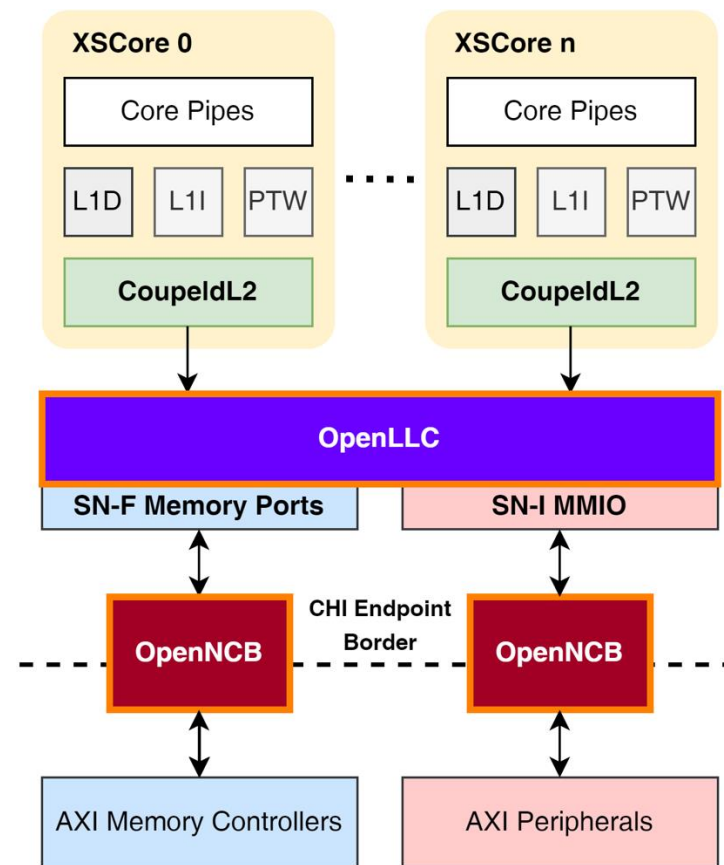 XSCore 0
XSCore n
Core Pipes
Core Pipes
L1D
L1I
PTW
L1D
L1I
PTW
CoupeldL2
CoupeldL2
OpenLLC
SN-F Memory Ports
SN-I MMIO
CHI Endpoint
Border
OpenNCB
OpenNCB
AXI Memory Controllers
AXI Peripherals